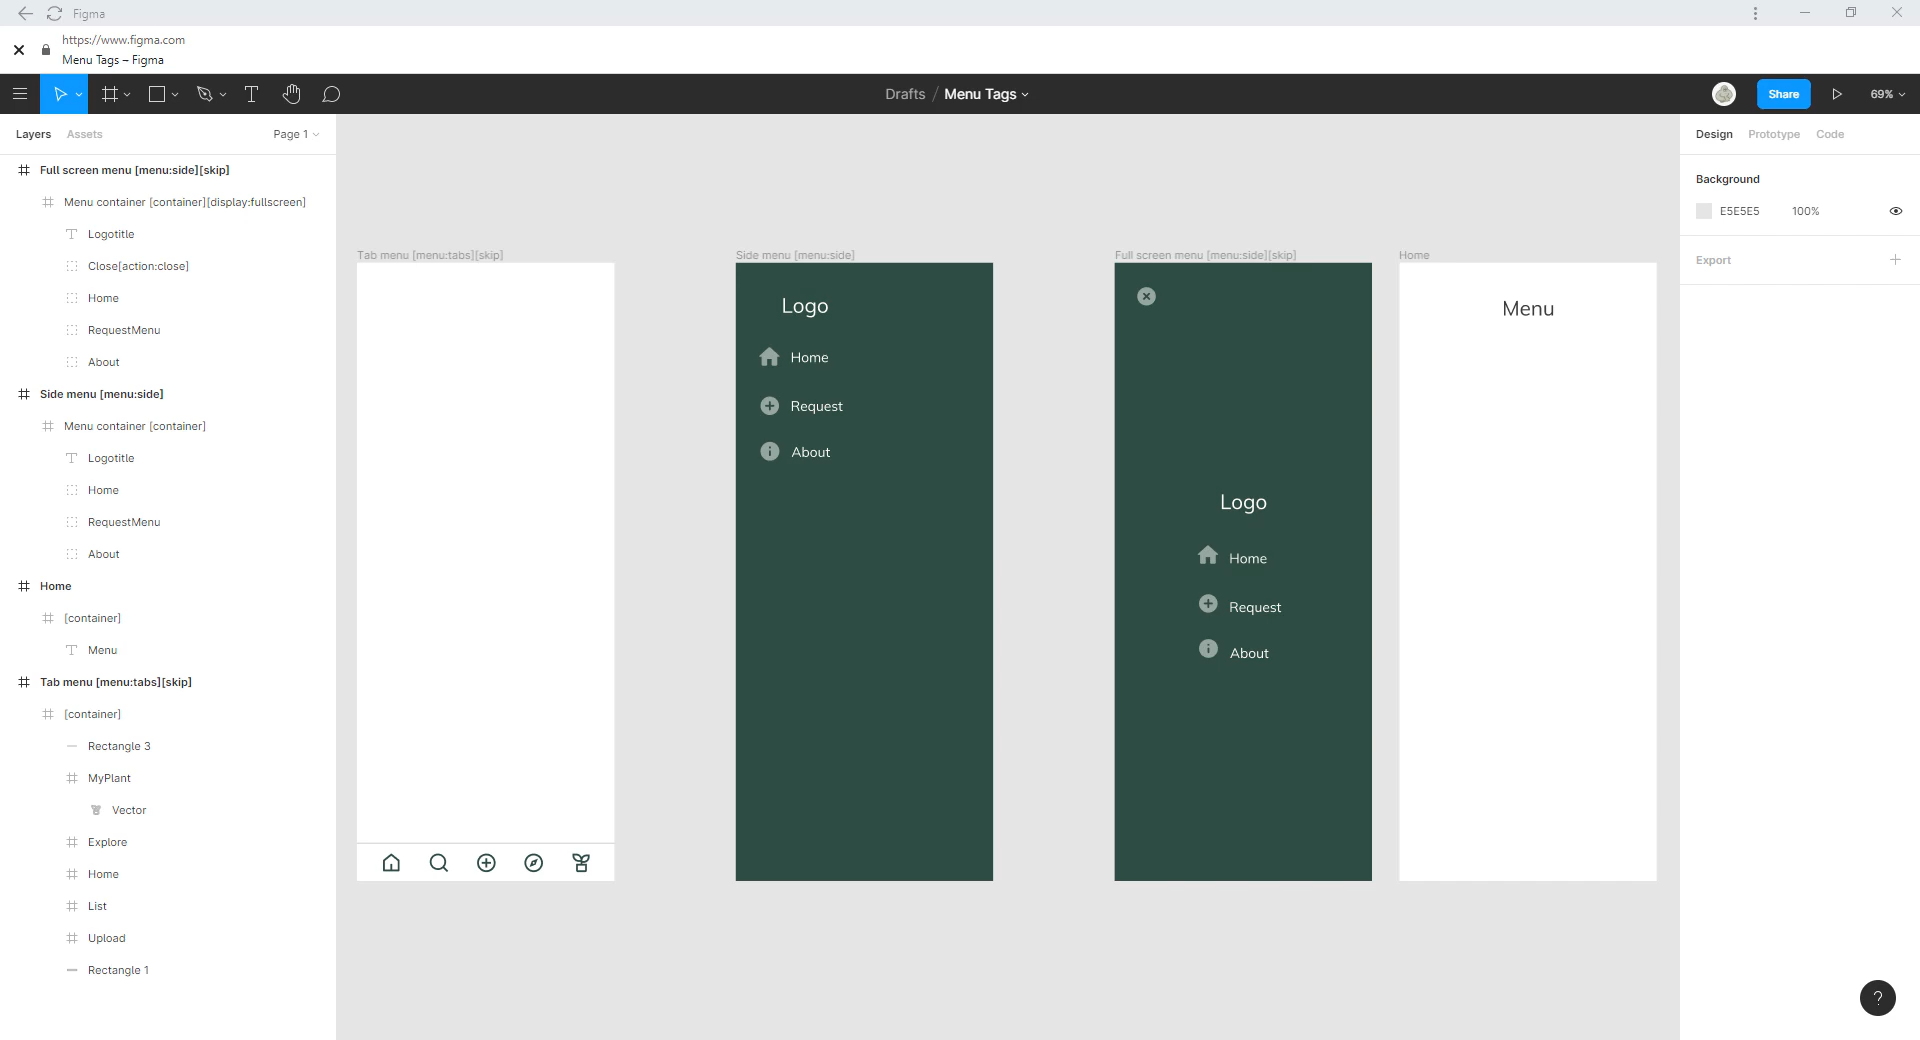 Figma
https://www.figma.com
Menu Tags – Figma
Drafts / Menu Tags
Share
69%
Layers
Assets
Page 1
Full screen menu [menu:side][skip]
Menu container [container][display:fullscreen]
Logotitle
Close[action:close]
Home
RequestMenu
About
Side menu [menu:side]
Menu container [container]
Logotitle
Home
RequestMenu
About
Home
[container]
Menu
Tab menu [menu:tabs][skip]
[container]
Rectangle 3
MyPlant
Vector
Explore
Home
List
Upload
Rectangle 1
Tab menu [menu:tabs][skip]
Side menu [menu:side]
Logo
Home
Request
About
Full screen menu [menu:side][skip]
Logo
Home
Request
About
Home
Menu
Design
Prototype
Code
Background
E5E5E5
100%
Export
?